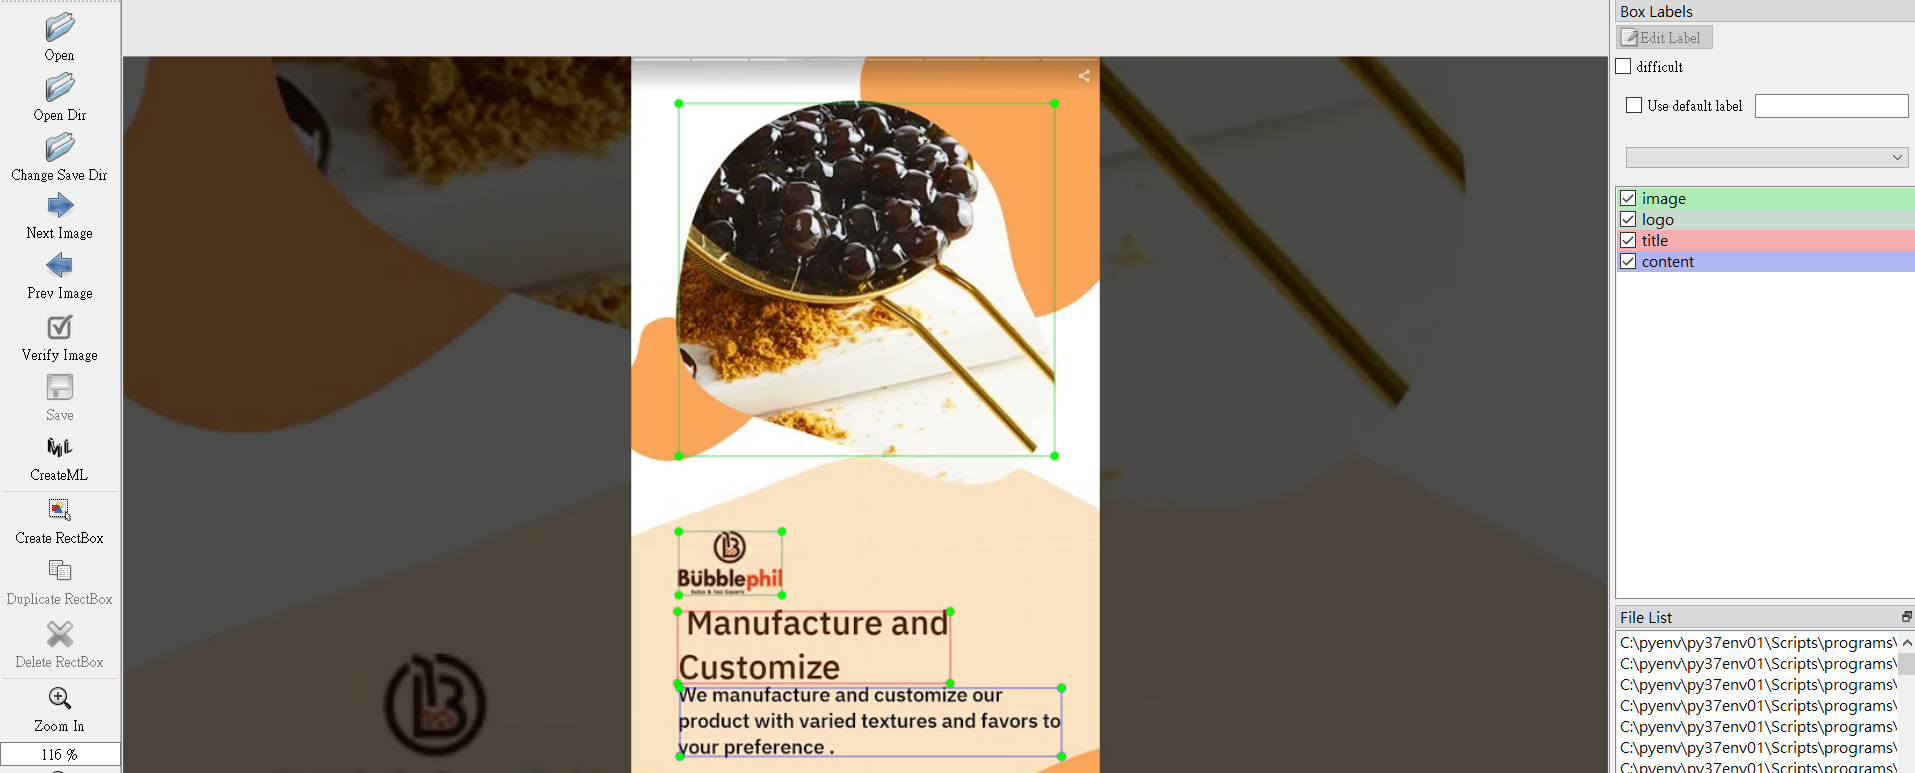 Open
Open Dir
Change Save Dir
Next Image
Prev Image
Verify Image
Save
CreateML
Create RectBox
Duplicate RectBox
Delete RectBox
Zoom In
116 %
Bübblephil
Boba & Tea Experts
Manufacture and
Customize
We manufacture and customize our
product with varied textures and favors to
your preference .
Box Labels
Edit Label
difficult
Use default label
image
logo
title
content
File List
C:\pyenv\py37env01\Scripts\programs\
C:\pyenv\py37env01\Scripts\programs\
C:\pyenv\py37env01\Scripts\programs\
C:\pyenv\py37env01\Scripts\programs\
C:\pyenv\py37env01\Scripts\programs\
C:\pyenv\py37env01\Scripts\programs\
C:\pyenv\py37env01\Scripts\programs\